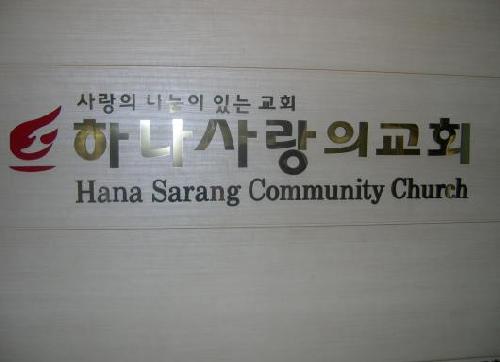 사랑의 나눔이 있는 교회
하나사랑의교회
Hana Sarang Community Church